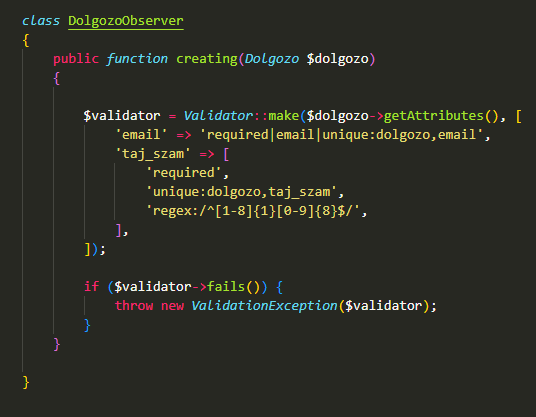 class DolgozoObserver
{
    public function creating(Dolgozo $dolgozo)
    {
        $validator = Validator::make($dolgozo->getAttributes(), [
            'email' => 'required|email|unique:dolgozo,email',
            'taj_szam' => [
                'required',
                'unique:dolgozo,taj_szam',
                'regex:/^[1-8]{1}[0-9]{8}$/',
            ],
        ]);
        if ($validator->fails()) {
            throw new ValidationException($validator);
        }
    }
}